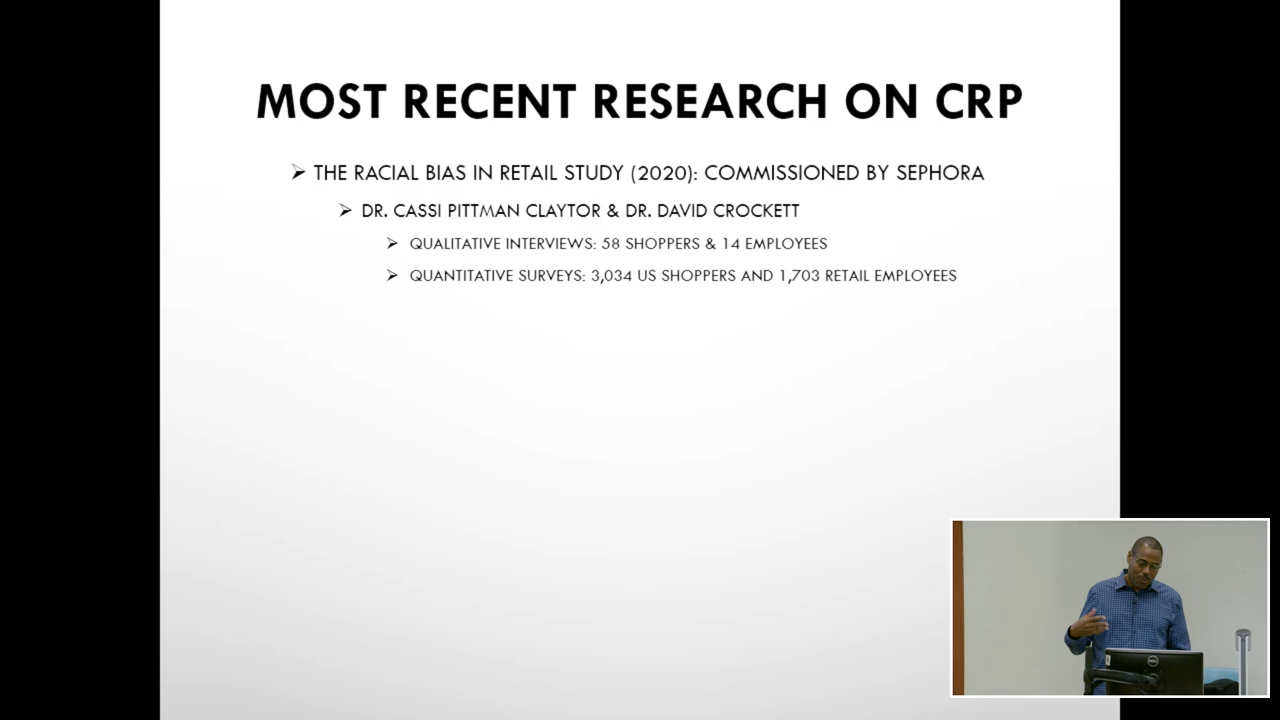 MOST RECENT RESEARCH ON CRP
THE RACIAL BIAS IN RETAIL STUDY (2020): COMMISSIONED BY SEPHORA
DR. CASSI PITTMAN CLAYTOR & DR. DAVID CROCKETT
QUALITATIVE INTERVIEWS: 58 SHOPPERS & 14 EMPLOYEES
QUANTITATIVE SURVEYS: 3,034 US SHOPPERS AND 1,703 RETAIL EMPLOYEES
DELL